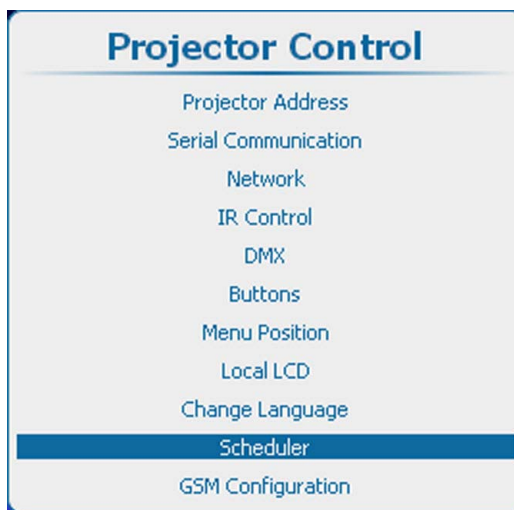 Projector Control
Projector Address
Serial Communication
Network
IR Control
DMX
Buttons
Menu Position
Local LCD
Change Language
Scheduler
GSM Configuration